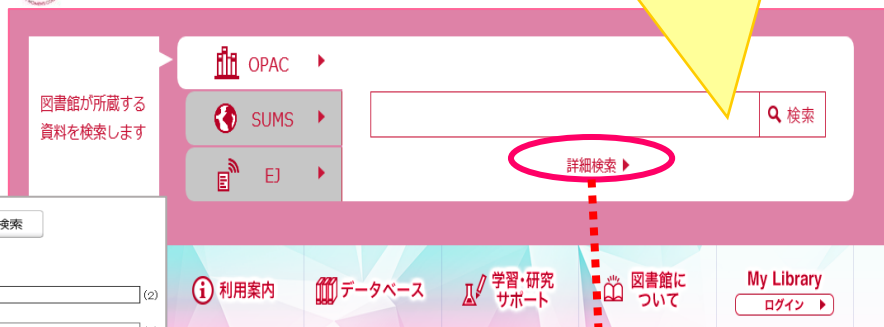 OPAC
図書館が所蔵する
資料を検索します
SUMS
検索
EJ
詳細検索
検索
(2)
利用案内
データベース
学習・研究
サポート
図書館に
ついて
My Library
ログイン